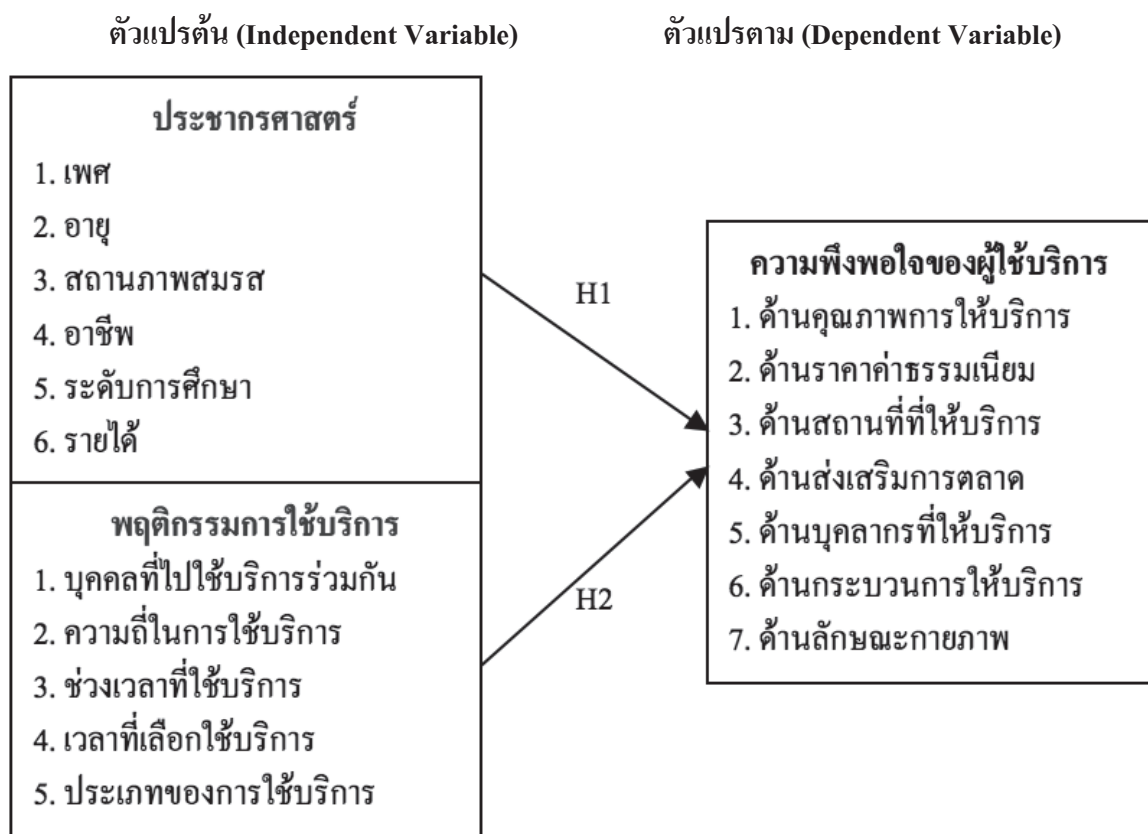 ตัวแปรต้น (Independent Variable)
ตัวแปรตาม (Dependent Variable)
ประชากรศาสตร์
1. เพศ
2. อายุ
3. สถานภาพสมรส
4. อาชีพ
5. ระดับการศึกษา
6. รายได้
พฤติกรรมการใช้บริการ
1. บุคคลที่ไปใช้บริการร่วมกัน
2. ความถี่ในการใช้บริการ
3. ช่วงเวลาที่ใช้บริการ
4. เวลาที่เลือกใช้บริการ
5. ประเภทของการใช้บริการ
H1
H2
ความพึงพอใจของผู้ใช้บริการ
1. ด้านคุณภาพการให้บริการ
2. ด้านราคาค่าธรรมเนียม
3. ด้านสถานที่ที่ให้บริการ
4. ด้านส่งเสริมการตลาด
5. ด้านบุคลากรที่ให้บริการ
6. ด้านกระบวนการให้บริการ
7. ด้านลักษณะกายภาพ